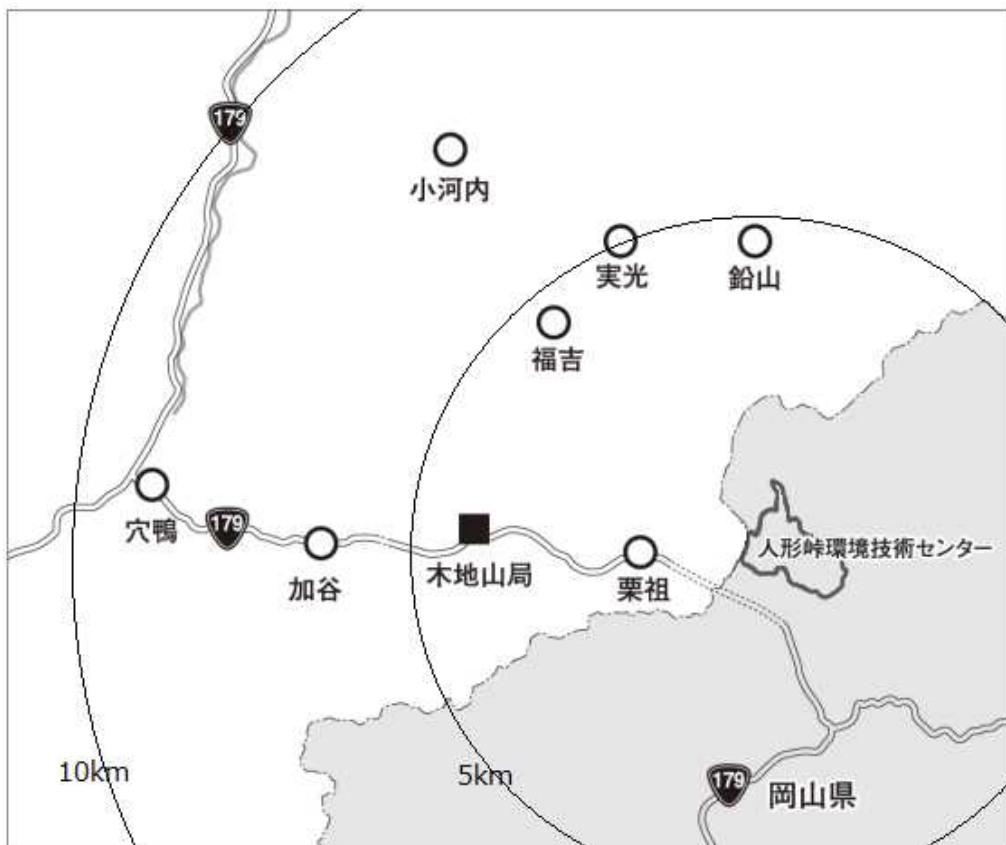 179
小河内
実光
鉛山
福吉
穴鴨
179
加谷
木地山局
栗祖
人形峠環境技術センター
10km
5km
179
岡山県